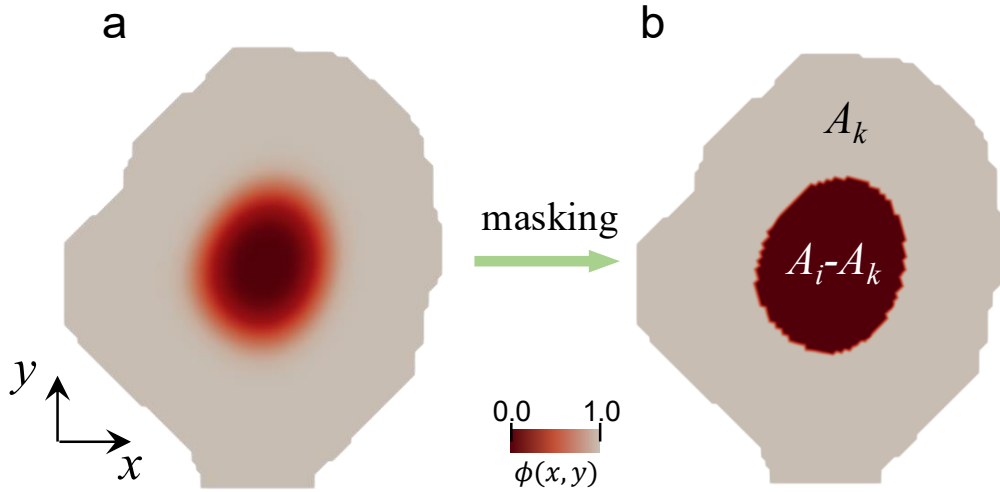 a
b
A_k
masking
A_i-A_k
y
x
0.0 1.0
ϕ(x, y)